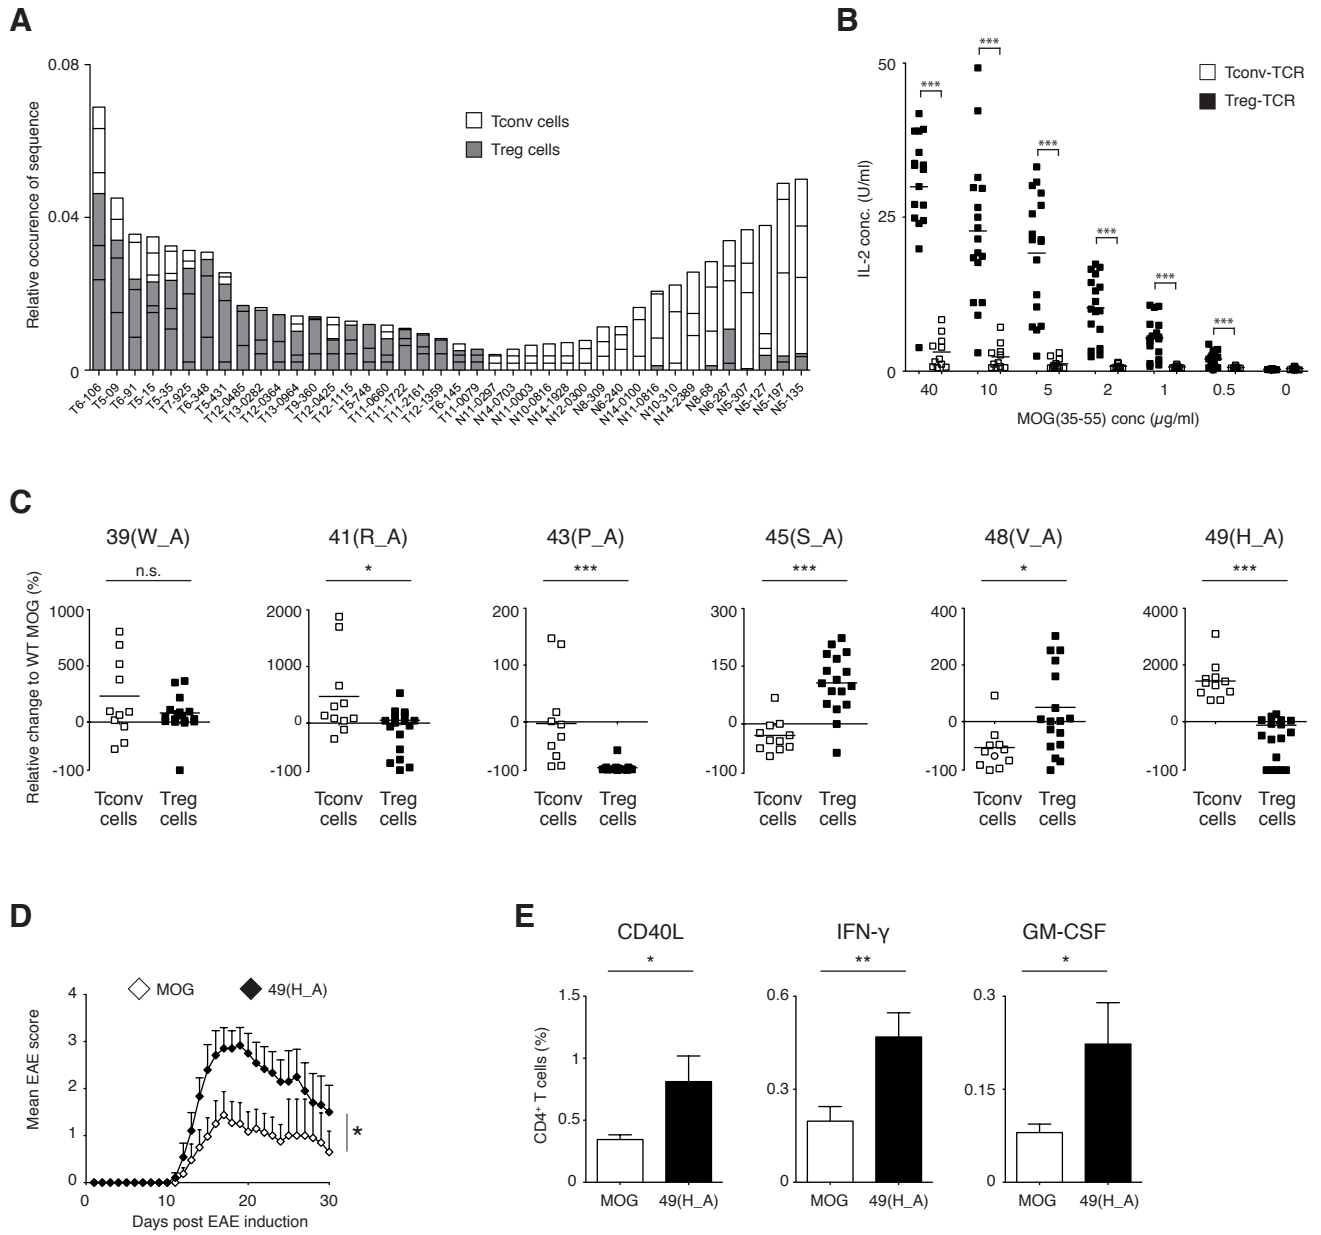 A
0.08
0.04
0
Relative occurence of sequence
Tconv cells
Treg cells
T6-106
T5-09
T6-91
T5-15
T5-35
T7-925
T6-348
T5-431
T12-0485
T13-0282
T12-0364
T13-0964
T9-360
T12-0425
T12-1115
T5-748
T11-0660
T11-1722
T11-2161
T12-1359
T6-145
T11-0079
N11-0297
N14-0703
N11-0003
N10-0816
N14-1928
N12-0300
N8-309
N6-240
N14-0100
N11-0816
N10-310
N14-2389
N8-68
N6-287
N5-307
N5-127
N5-197
N5-135
B
50
25
0
IL-2 conc. (U/ml)
*** *** *** *** *** ***
Tconv-TCR
Treg-TCR
40 10 5 2 1 0.5 0
MOG(35-55) conc (µg/ml)
C
Relative change to WT MOG (%)
39(W_A)
n.s.
1000
500
0
-100
Tconv Treg
cells cells
41(R_A)
*
2000
1000
0
-100
Tconv Treg
cells cells
43(P_A)
***
200
100
0
-100
Tconv Treg
cells cells
45(S_A)
***
300
150
0
-100
Tconv Treg
cells cells
48(V_A)
*
400
200
0
-100
Tconv Treg
cells cells
49(H_A)
***
4000
2000
0
-100
Tconv Treg
cells cells
D
MOG 49(H_A)
4
3
2
1
0
Mean EAE score
*
0 10 20 30
Days post EAE induction
E
CD4⁺ T cells (%)
CD40L
*
1.5
1
0.5
0
MOG 49(H_A)
IFN-γ
**
0.6
0.3
0
MOG 49(H_A)
GM-CSF
*
0.3
0.15
0
MOG 49(H_A)